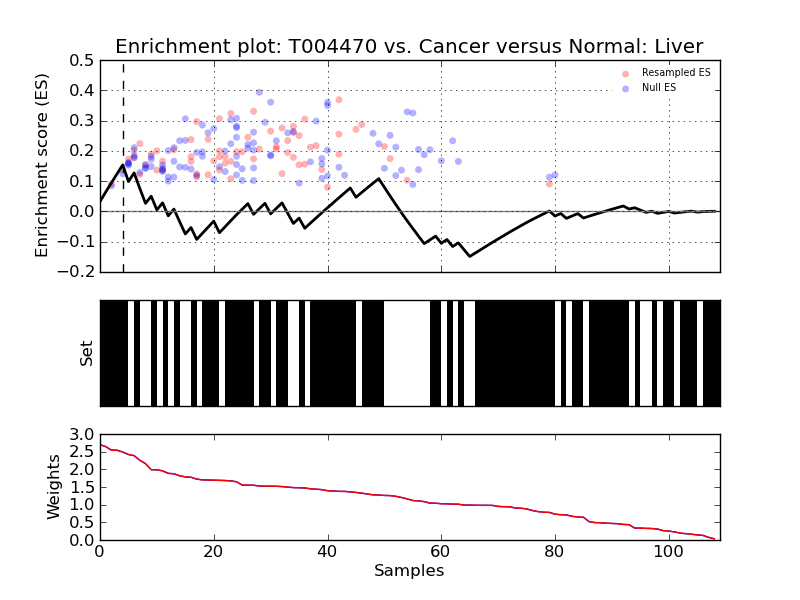 Enrichment plot: T004470 vs. Cancer versus Normal: Liver
Enrichment score (ES)
0.5
0.4
0.3
0.2
0.1
0.0
−0.1
−0.2
Resampled ES
Null ES
Set
Weights
3.0
2.5
2.0
1.5
1.0
0.5
0.0
0 20 40 60 80 100
Samples